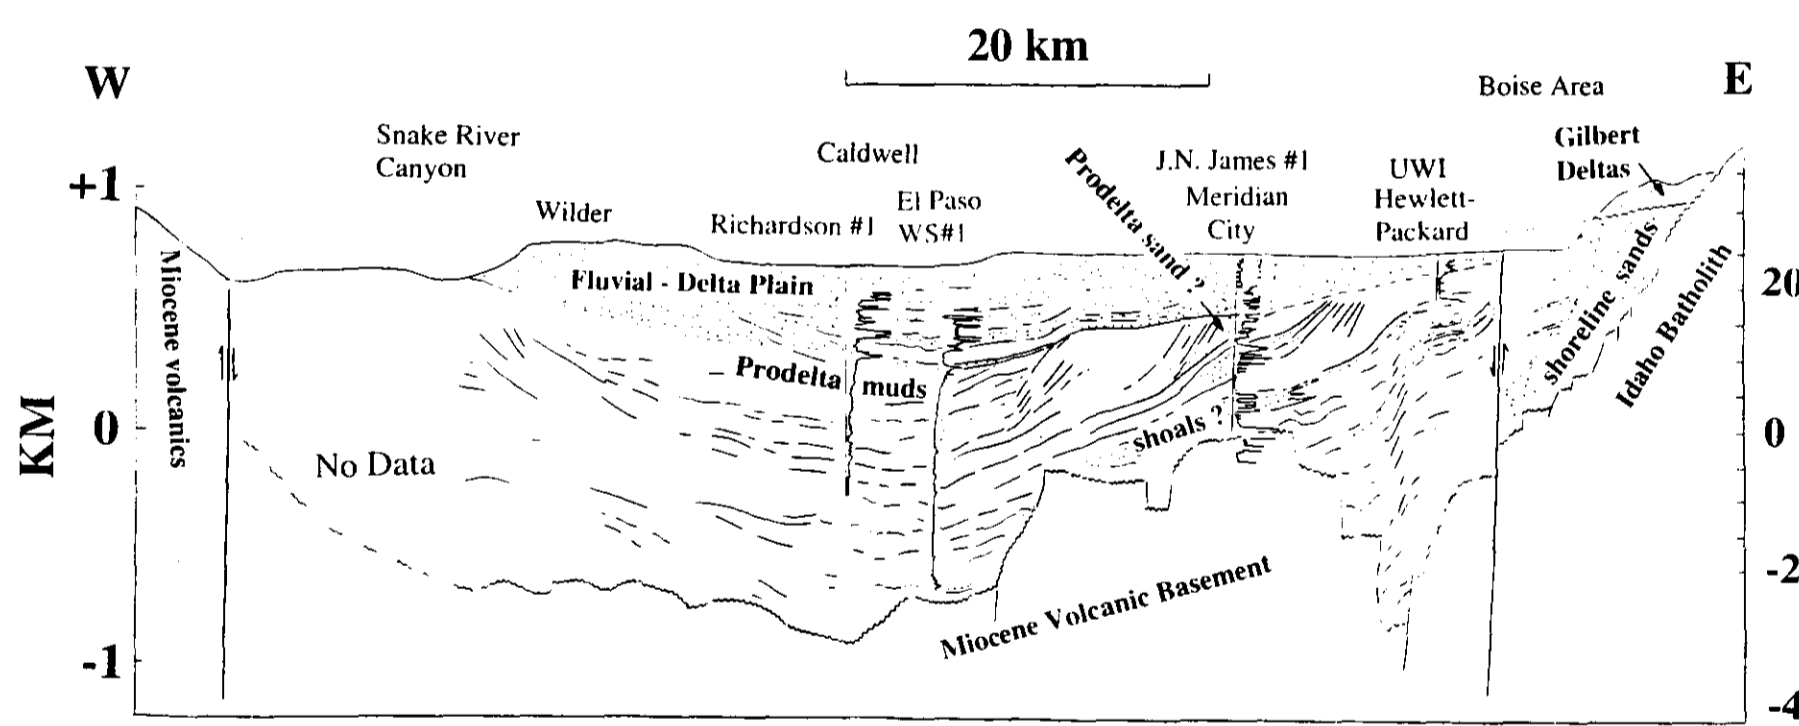 20 km
W
E
Boise Area
Snake River
Canyon
Caldwell
Gilbert
Deltas
+1
Wilder
Richardson #1
El Paso
WS#1
Prodelta sand ?
J.N. James #1
Meridian
City
UWI
Hewlett-
Packard
Miocene volcanics
Fluvial - Delta Plain
shoreline sands
Idaho Batholith
20
Prodelta muds
KM
0
0
shoals ?
No Data
Miocene Volcanic Basement
-2
-1
-4